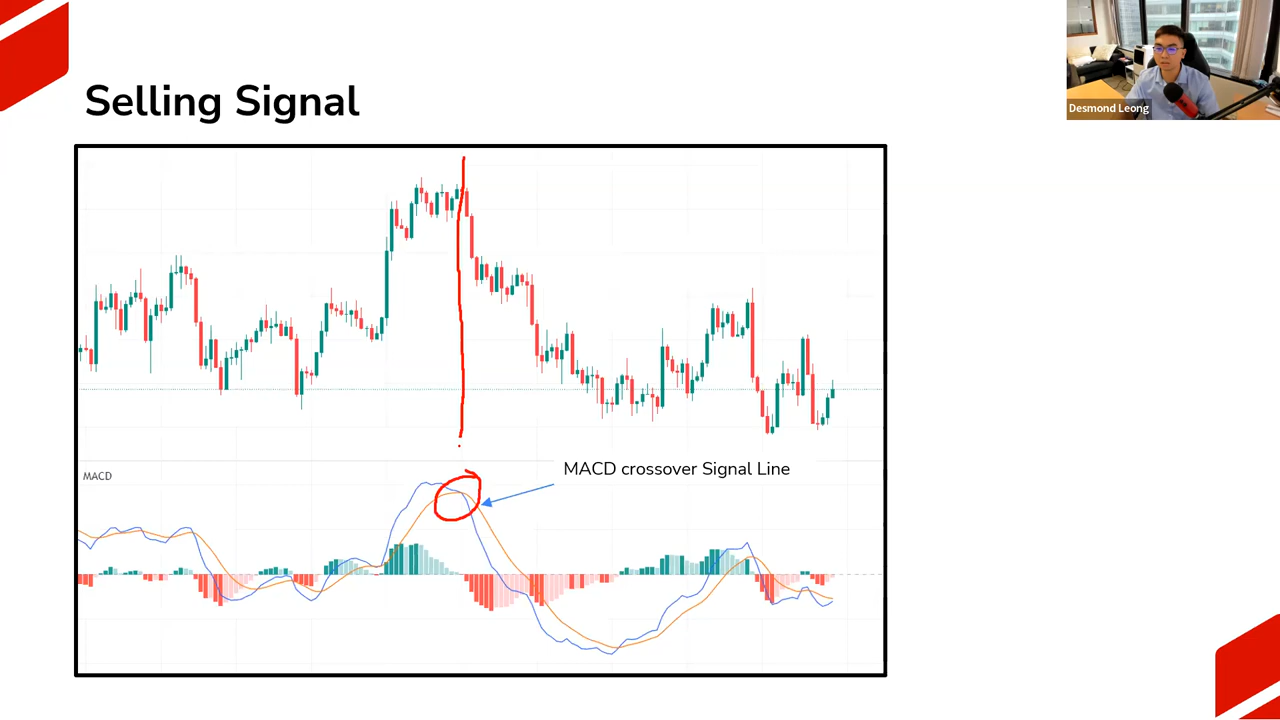 Selling Signal
Desmond Leong
MACD crossover Signal Line
MACD